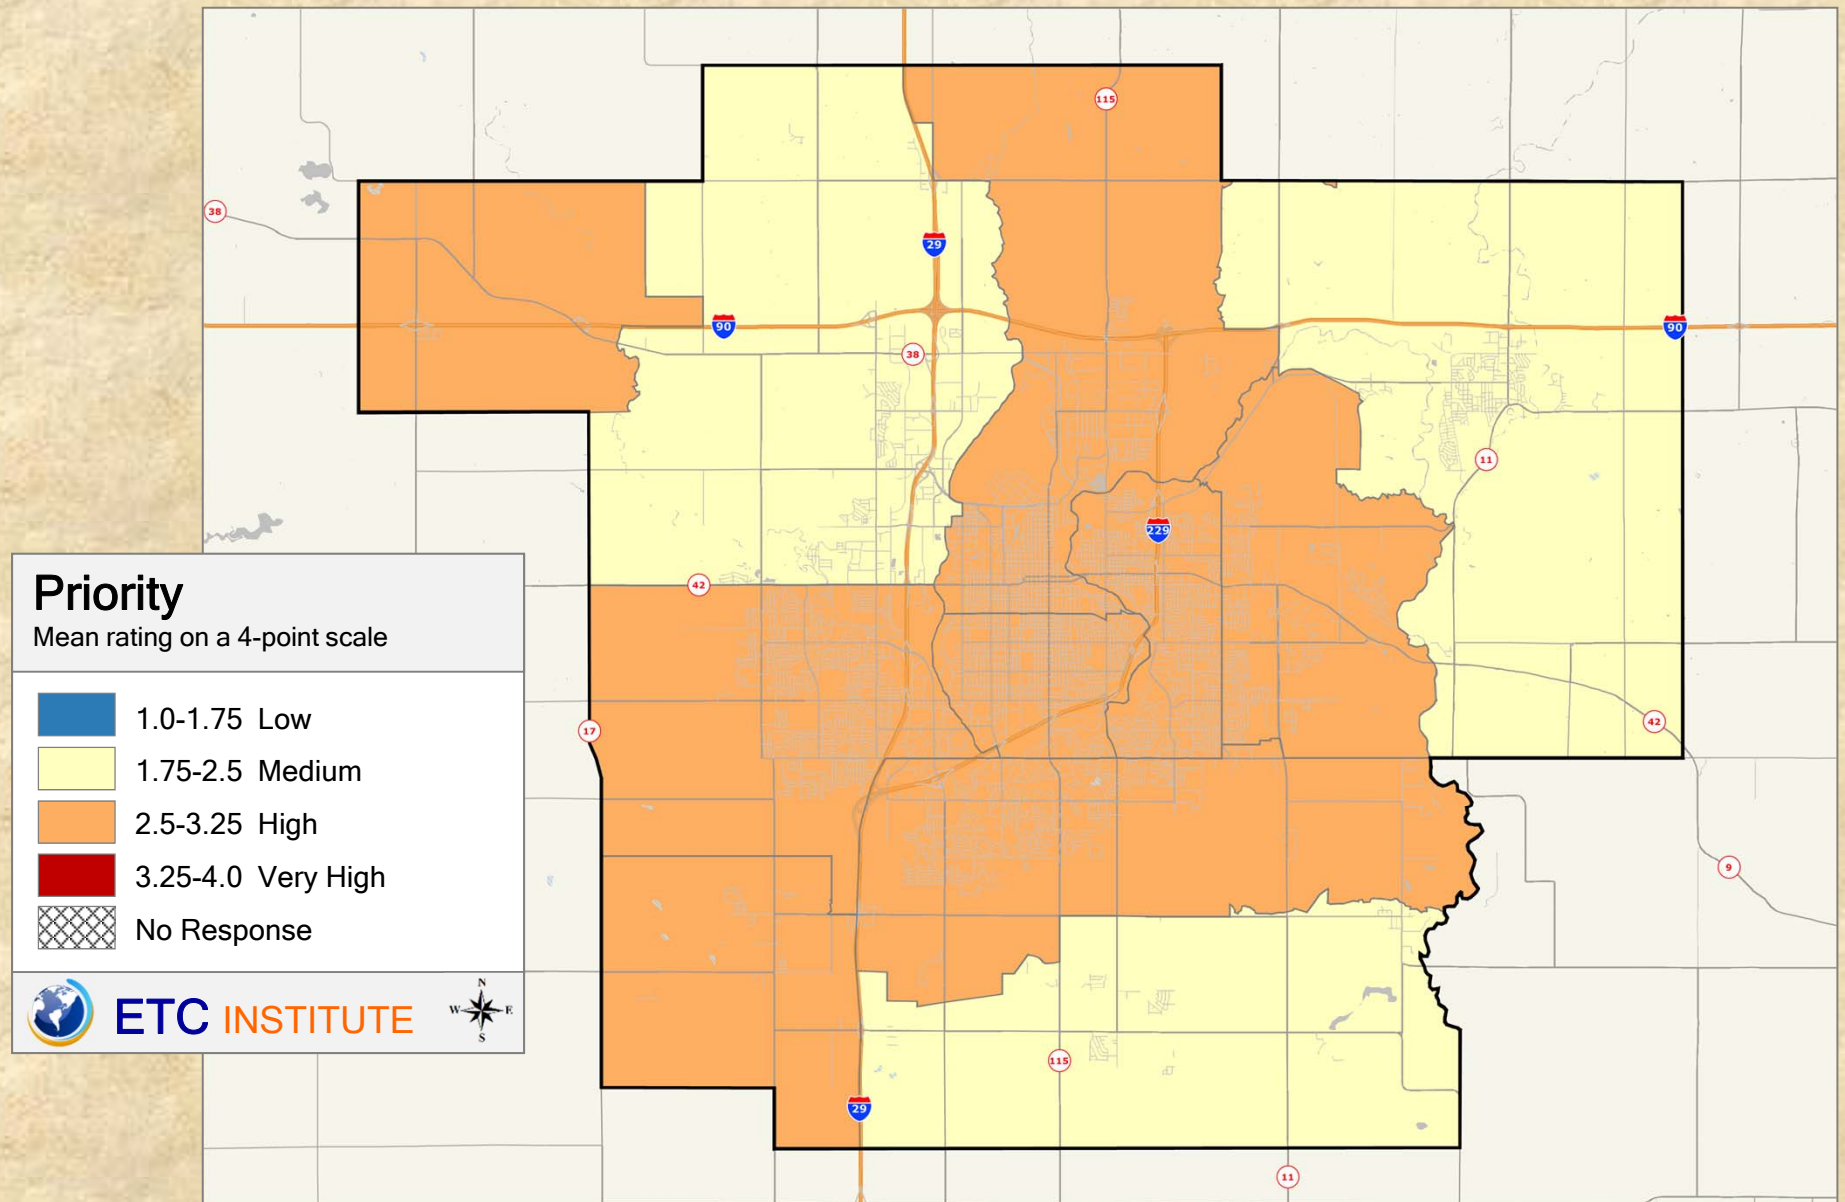 115
38
29
90
90
38
11
229
42
17
42
9
115
29
11
Priority
Mean rating on a 4-point scale
1.0-1.75 Low
1.75-2.5 Medium
2.5-3.25 High
3.25-4.0 Very High
No Response
ETC INSTITUTE
N
W E
S